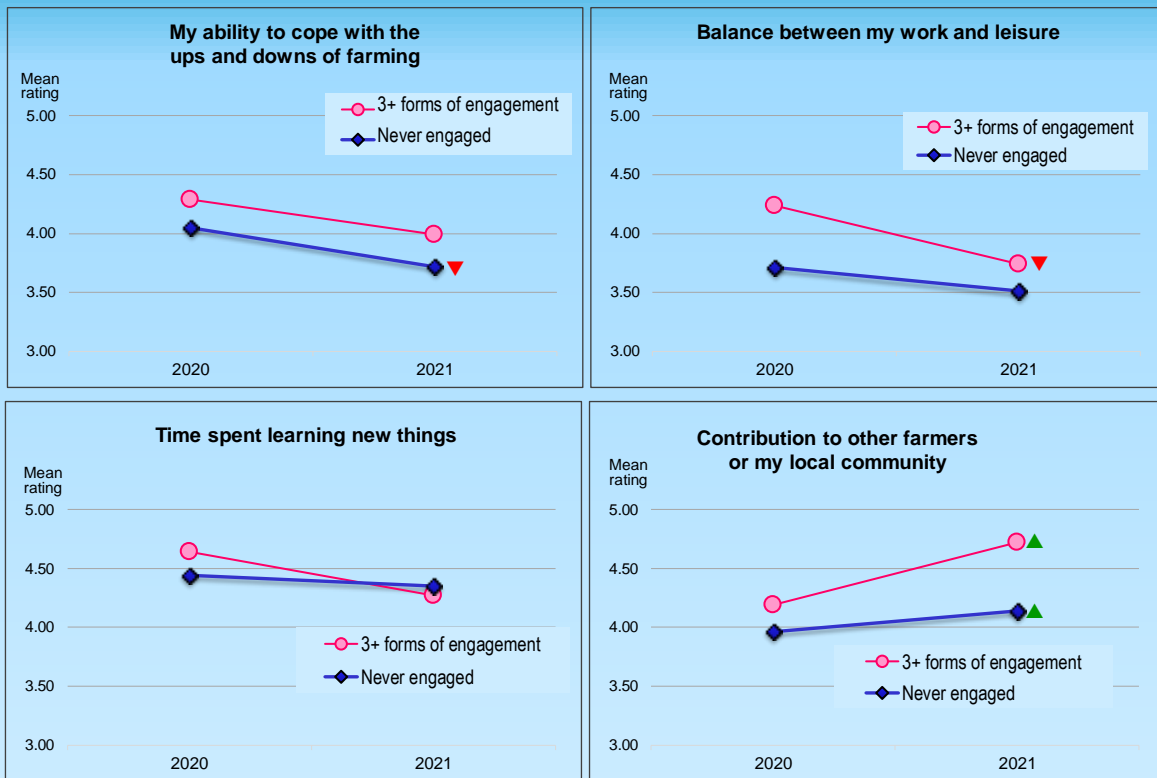 My ability to cope with the
ups and downs of farming
Mean
rating
3+ forms of engagement
Never engaged
5.00
4.50
4.00
3.50
3.00
2020
2021
Balance between my work and leisure
Mean
rating
3+ forms of engagement
Never engaged
5.00
4.50
4.00
3.50
3.00
2020
2021
Time spent learning new things
Mean
rating
5.00
4.50
4.00
3.50
3.00
3+ forms of engagement
Never engaged
2020
2021
Contribution to other farmers
or my local community
Mean
rating
5.00
4.50
4.00
3.50
3.00
3+ forms of engagement
Never engaged
2020
2021